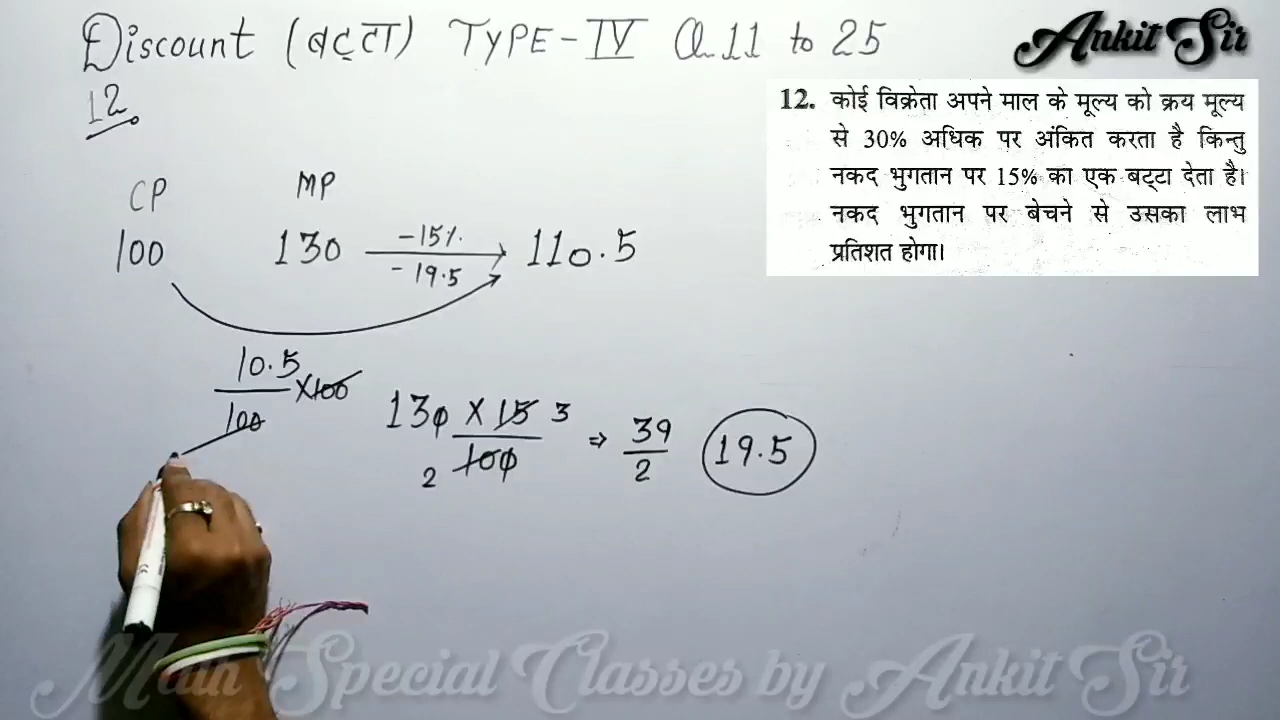 Discount (बट्टा) TYPE-IV Q.11 to 25
Ankit Sir
12
12. कोई विक्रेता अपने माल के मूल्य को क्रय मूल्य
से 30% अधिक पर अंकित करता है किन्तु
नकद भुगतान पर 15% का एक बट्टा देता है।
नकद भुगतान पर बेचने से उसका लाभ
प्रतिशत होगा।
CP MP
100 130 -15% 110.5
-19.5
10.5
100 ×100
130 × 15 3
2 100
⇒ 39
2
19.5
Math Special Classes by Ankit Sir